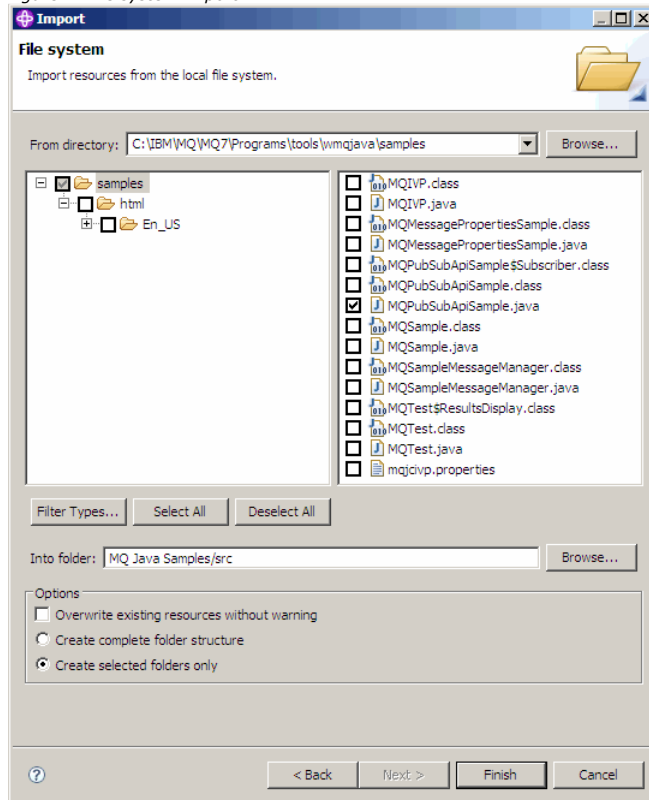 Import
File system
Import resources from the local file system.
From directory: C:\IBM\MQ\MQ7\Programs\tools\wmqjava\samples Browse...
samples
html
En_US
MQIVP.class
MQIVP.java
MQMessagePropertiesSample.class
MQMessagePropertiesSample.java
MQPubSubApiSample$Subscriber.class
MQPubSubApiSample.class
MQPubSubApiSample.java
MQSample.class
MQSample.java
MQSampleMessageManager.class
MQSampleMessageManager.java
MQTest$ResultsDisplay.class
MQTest.class
MQTest.java
mqjcivp.properties
Filter Types... Select All Deselect All
Into folder: MQ Java Samples/src Browse...
Options
Overwrite existing resources without warning
Create complete folder structure
Create selected folders only
< Back Next > Finish Cancel